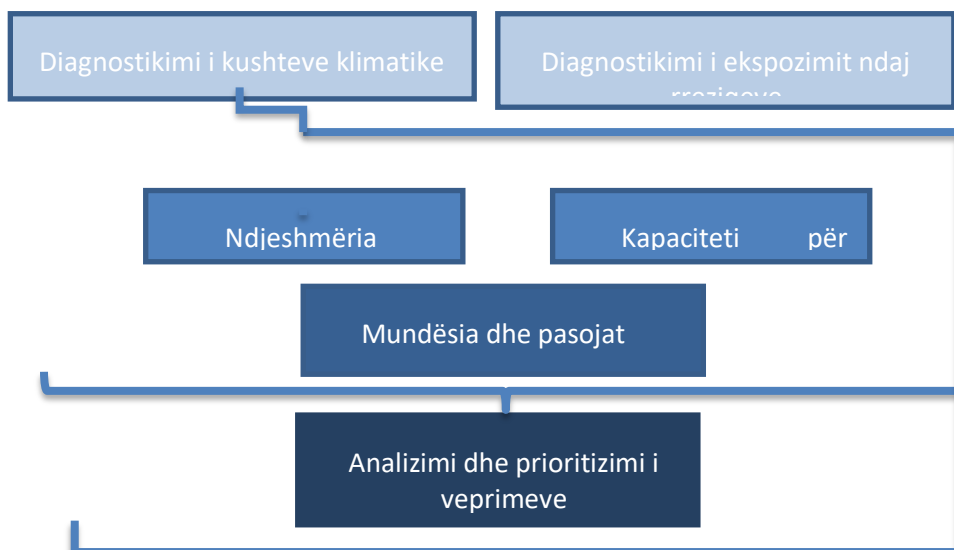 Diagnostikimi i kushteve klimatike
Diagnostikimi i ekspozimit ndaj
Ndjeshmëria
Kapaciteti për
Mundësia dhe pasojat
Analizimi dhe prioritizimi i
veprimeve